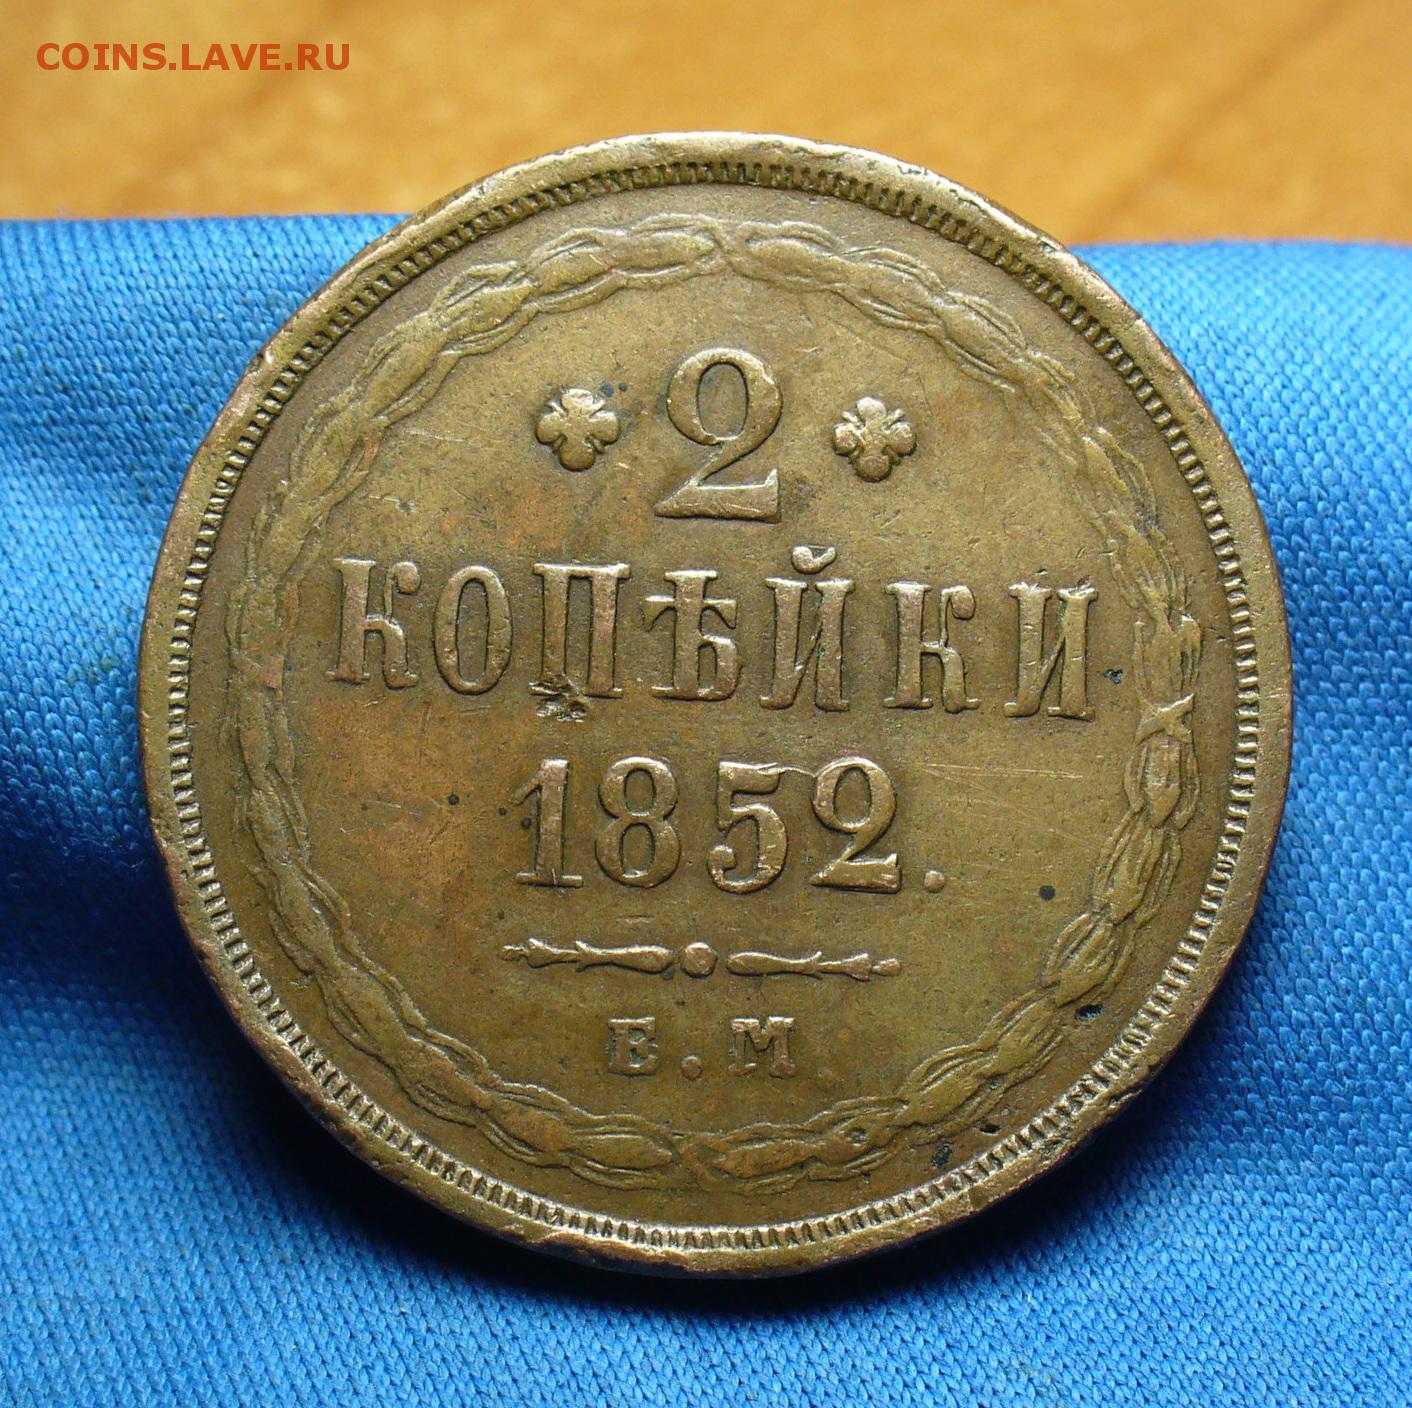 COINS.LAVE.RU
2
КОПѢЙКИ
1852.
Е.М